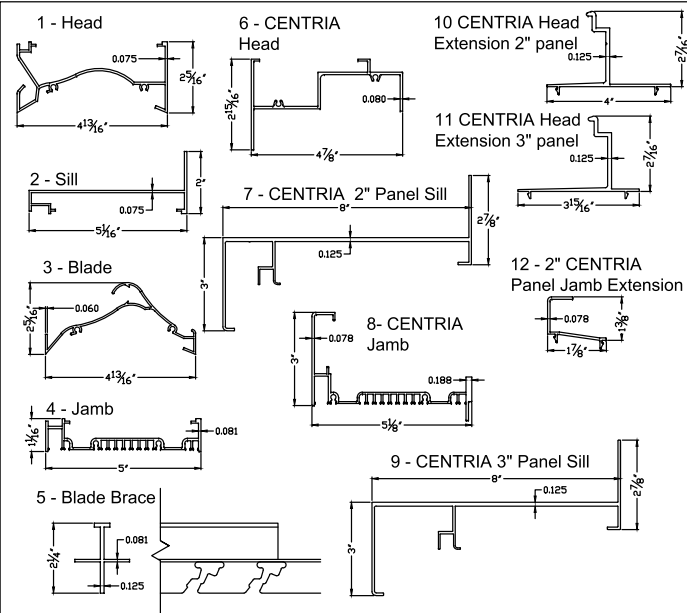 1 - Head
0.075
2 5/16"
4 13/16"
6 - CENTRIA
Head
2 15/16"
0.080
4 7/8"
10 CENTRIA Head
Extension 2" panel
0.125
2 7/16"
4"
11 CENTRIA Head
Extension 3" panel
0.125
2 7/16"
3 15/16"
2 - Sill
2"
0.075
5 1/16"
7 - CENTRIA 2" Panel Sill
8"
2 7/8"
0.125
3"
3 - Blade
0.060
2 5/16"
4 13/16"
8- CENTRIA
Jamb
0.078
3"
0.188
5 1/8"
12 - 2" CENTRIA
Panel Jamb Extension
0.078
1 3/8"
1 7/8"
4 - Jamb
1 1/16"
0.081
5"
5 - Blade Brace
0.081
2 1/4"
0.125
9 - CENTRIA 3" Panel Sill
8"
0.125
2 7/8"
3"